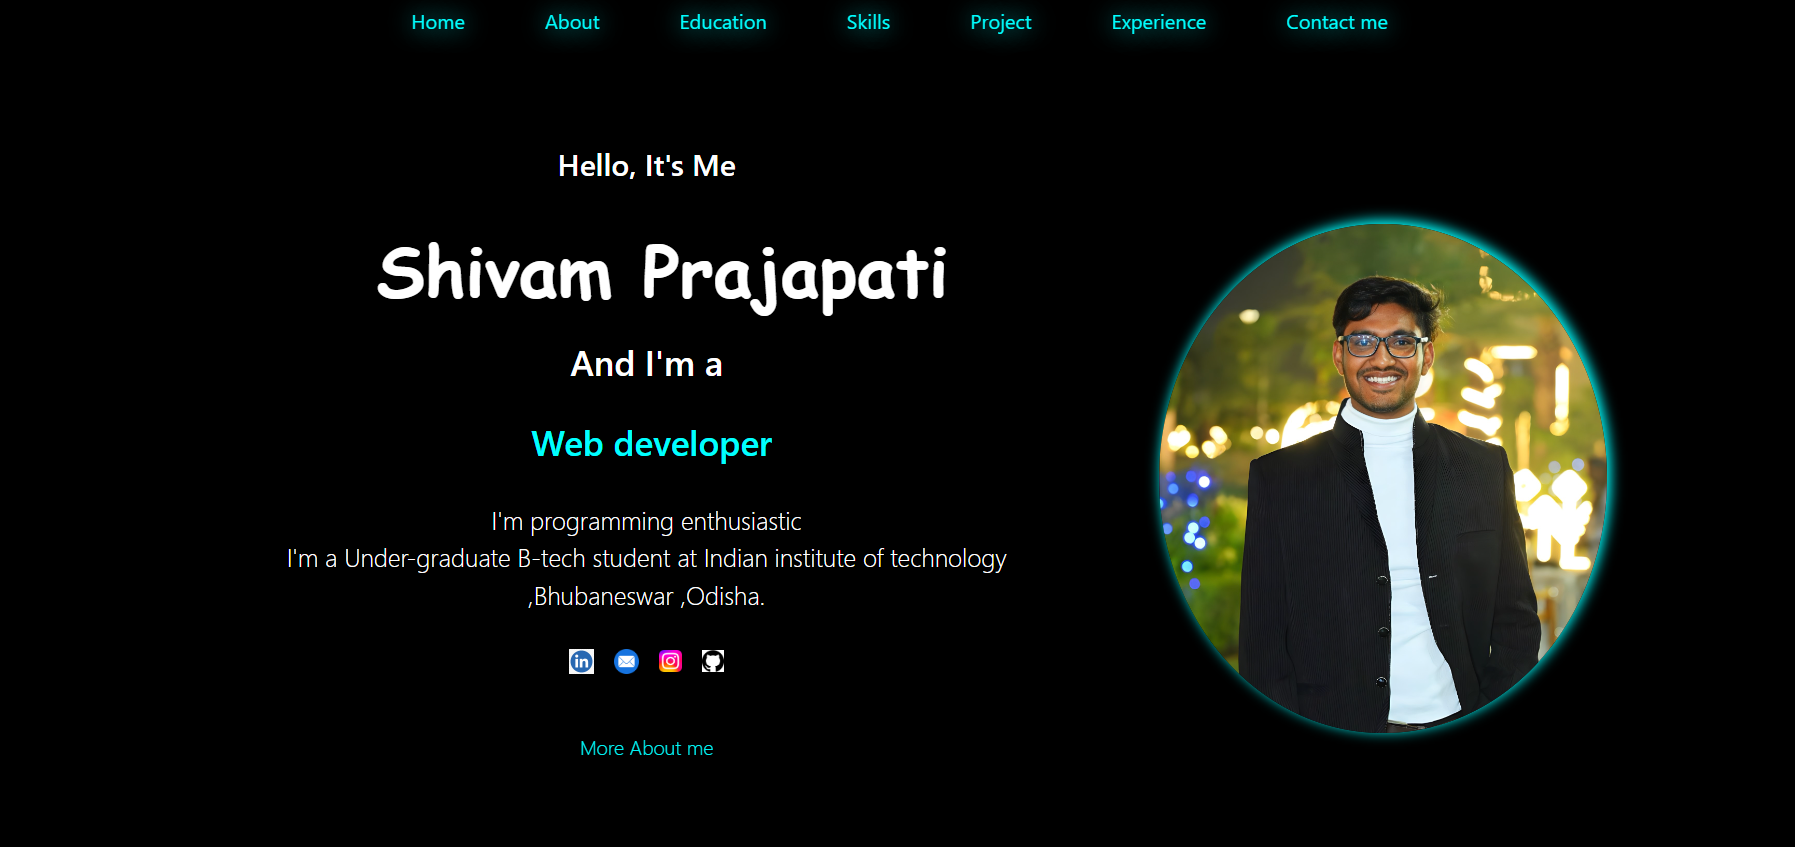 Home About Education Skills Project Experience Contact me
Hello, It's Me
Shivam Prajapati
And I'm a
Web developer
I'm programming enthusiastic
I'm a Under-graduate B-tech student at Indian institute of technology
,Bhubaneswar ,Odisha.
in
More About me